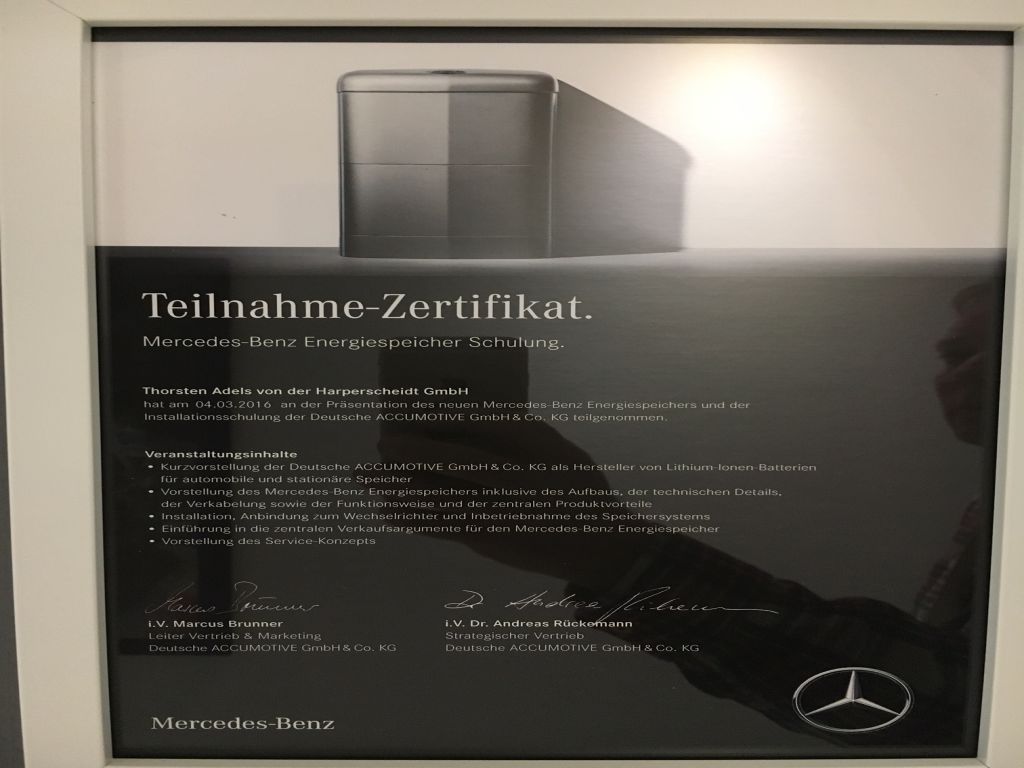 Teilnahme-Zertifikat.
Mercedes-Benz Energiespeicher Schulung.
Thorsten Adels von der Harperscheidt GmbH
hat am 04.03.2016 an der Präsentation des neuen Mercedes-Benz Energiespeichers und der
Installationsschulung der Deutsche ACCUMOTIVE GmbH & Co. KG teilgenommen.
Veranstaltungsinhalte
• Kurzvorstellung der Deutsche ACCUMOTIVE GmbH & Co. KG als Hersteller von Lithium-Ionen-Batterien
für automobile und stationäre Speicher
• Vorstellung des Mercedes-Benz Energiespeichers inklusive des Aufbaus, der technischen Details,
der Verkabelung sowie der Funktionsweise und der zentralen Produktvorteile
• Installation, Anbindung zum Wechselrichter und Inbetriebnahme des Speichersystems
• Einführung in die zentralen Verkaufsargumente für den Mercedes-Benz Energiespeicher
• Vorstellung des Service-Konzepts
Marcus Brunner
i.V. Marcus Brunner
Leiter Vertrieb & Marketing
Deutsche ACCUMOTIVE GmbH & Co. KG
i.V. Dr. Andreas Rückemann
Strategischer Vertrieb
Deutsche ACCUMOTIVE GmbH & Co. KG
Mercedes-Benz